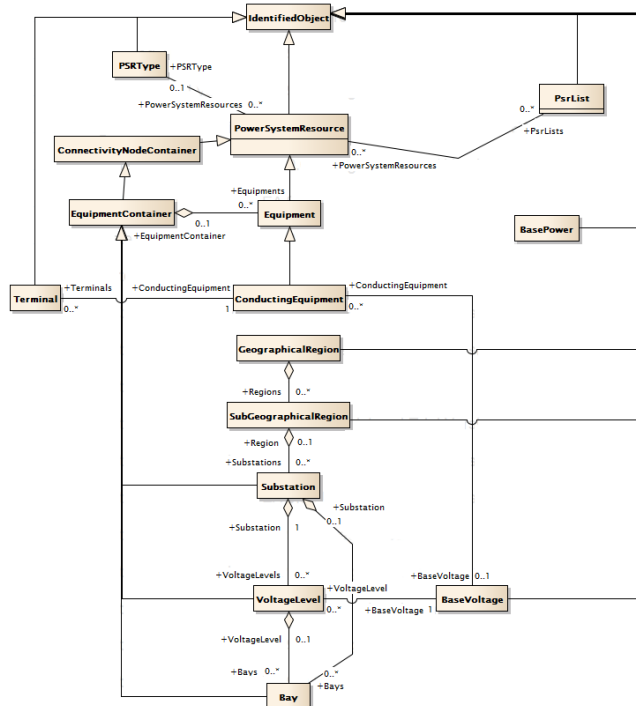 IdentifiedObject
PSRType
+PSRType
0..1
+PowerSystemResources 0..*
PsrList
0..*
+PsrLists
PowerSystemResource
0..*
+PowerSystemResources
ConnectivityNodeContainer
+Equipments
0..*
EquipmentContainer
0..1
Equipment
+EquipmentContainer
BasePower
+Terminals
+ConductingEquipment
+ConductingEquipment
Terminal
0..*
1
ConductingEquipment
0..*
GeographicalRegion
+Regions 0..*
SubGeographicalRegion
+Region 0..1
+Substations 0..*
Substation
+Substation
0..1
+Substation 1
+VoltageLevels 0..*
+VoltageLevel
+BaseVoltage 0..1
VoltageLevel
0..*
+BaseVoltage 1
BaseVoltage
+VoltageLevel 0..1
+Bays 0..*
0..*
+Bays
Bay